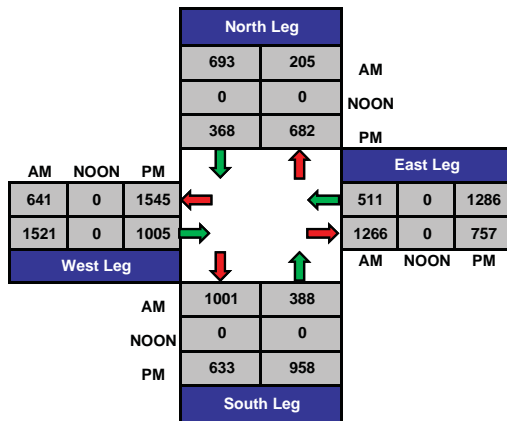 North Leg
693 205 AM
0 0 NOON
368 682 PM
AM NOON PM
East Leg
641 0 1545
511 0 1286
1521 0 1005
1266 0 757
West Leg
AM NOON PM
AM 1001 388
NOON 0 0
PM 633 958
South Leg